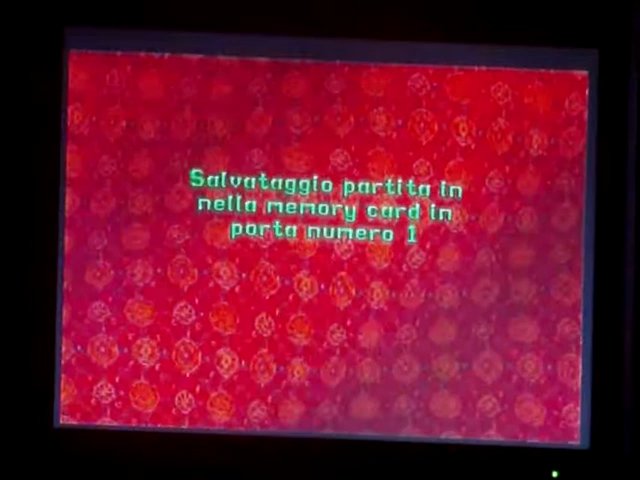 Salvataggio partita in
nella memory card in
porta numero 1